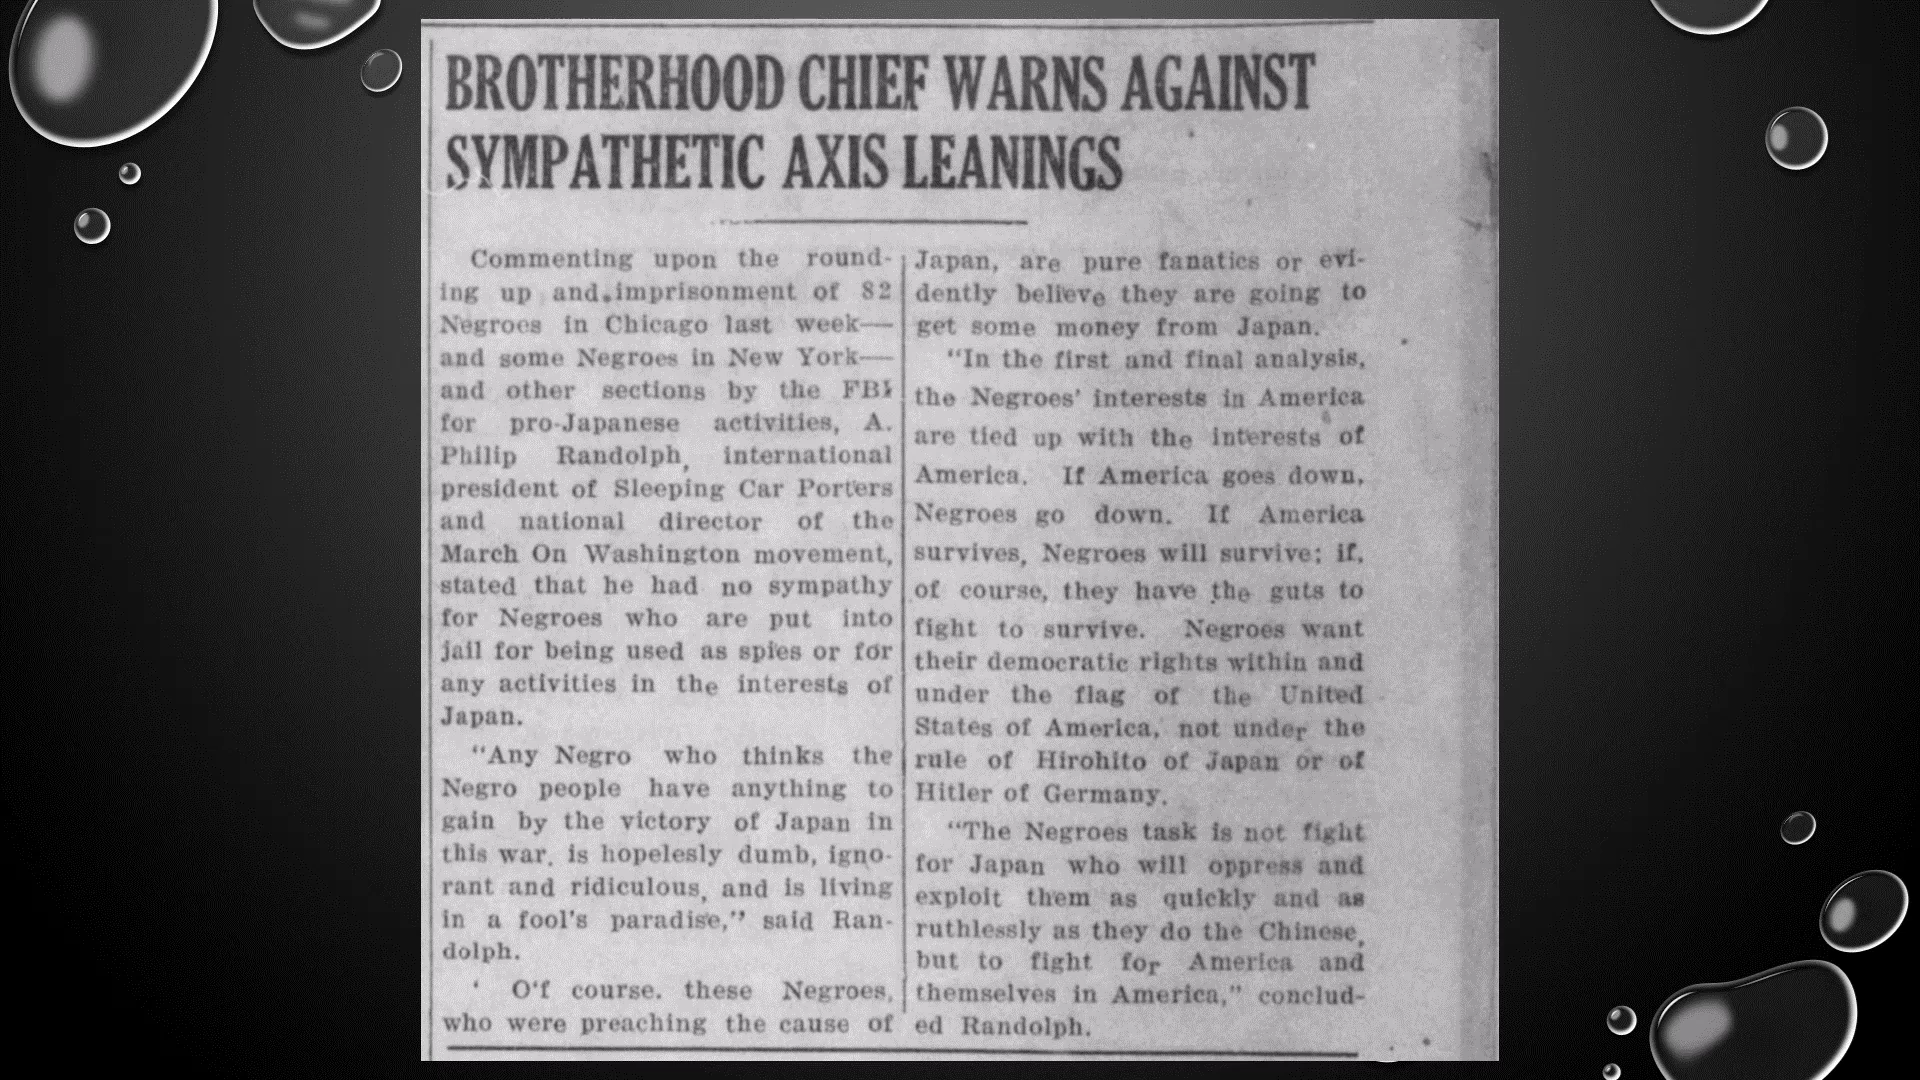 BROTHERHOOD CHIEF WARNS AGAINST
SYMPATHETIC AXIS LEANINGS
Commenting upon the round-
ing up and imprisonment of 82
Negroes in Chicago last week—
and some Negroes in New York—
and other sections by the FBI
for pro-Japanese activities, A.
Philip Randolph, international
president of Sleeping Car Porters
and national director of the
March On Washington movement,
stated that he had no sympathy
for Negroes who are put into
jail for being used as spies or for
any activities in the interests of
Japan.
"Any Negro who thinks the
Negro people have anything to
gain by the victory of Japan in
this war, is hopelesly dumb, igno-
rant and ridiculous, and is living
in a fool's paradise," said Ran-
dolph.
' O'f course. these Negroes,
who were preaching the cause of
Japan, are pure fanatics or evi-
dently believe they are going to
get some money from Japan.
"In the first and final analysis,
the Negroes' interests in America
are tied up with the interests of
America. If America goes down,
Negroes go down. If America
survives, Negroes will survive; if,
of course, they have the guts to
fight to survive. Negroes want
their democratic rights within and
under the flag of the United
States of America, not under the
rule of Hirohito of Japan or of
Hitler of Germany.
"The Negroes task is not fight
for Japan who will oppress and
exploit them as quickly and as
ruthlessly as they do the Chinese,
but to fight for America and
themselves in America," conclud-
ed Randolph.